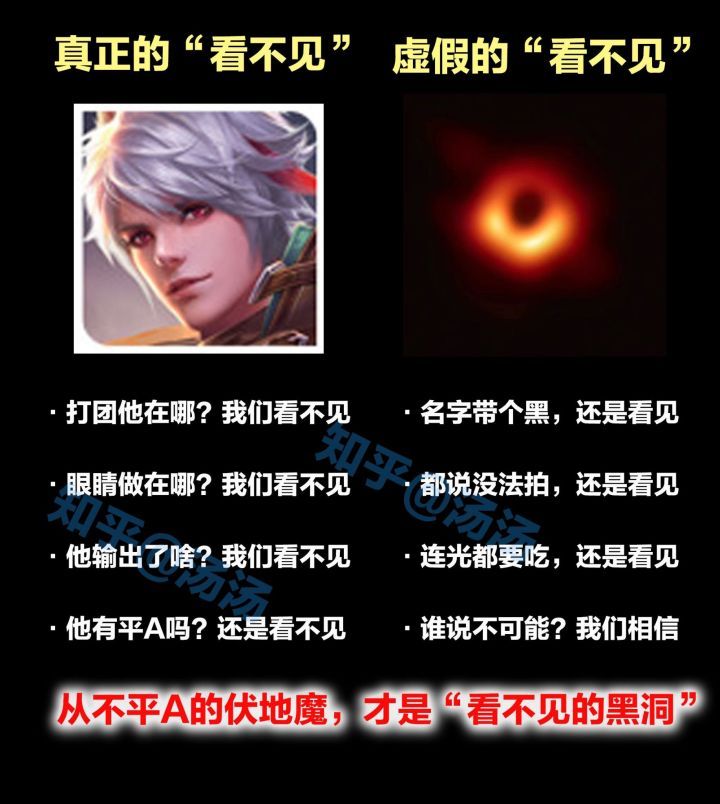 真正的“看不见”
虚假的“看不见”
· 打团他在哪？我们看不见
· 眼睛做在哪？我们看不见
· 他输出了啥？我们看不见
· 他有平A吗？还是看不见
· 名字带个黑，还是看见
· 都说没法拍，还是看见
· 连光都要吃，还是看见
· 谁说不可能？我们相信
从不平A的伏地魔，才是“看不见的黑洞”
知乎@汤汤
知乎@汤汤